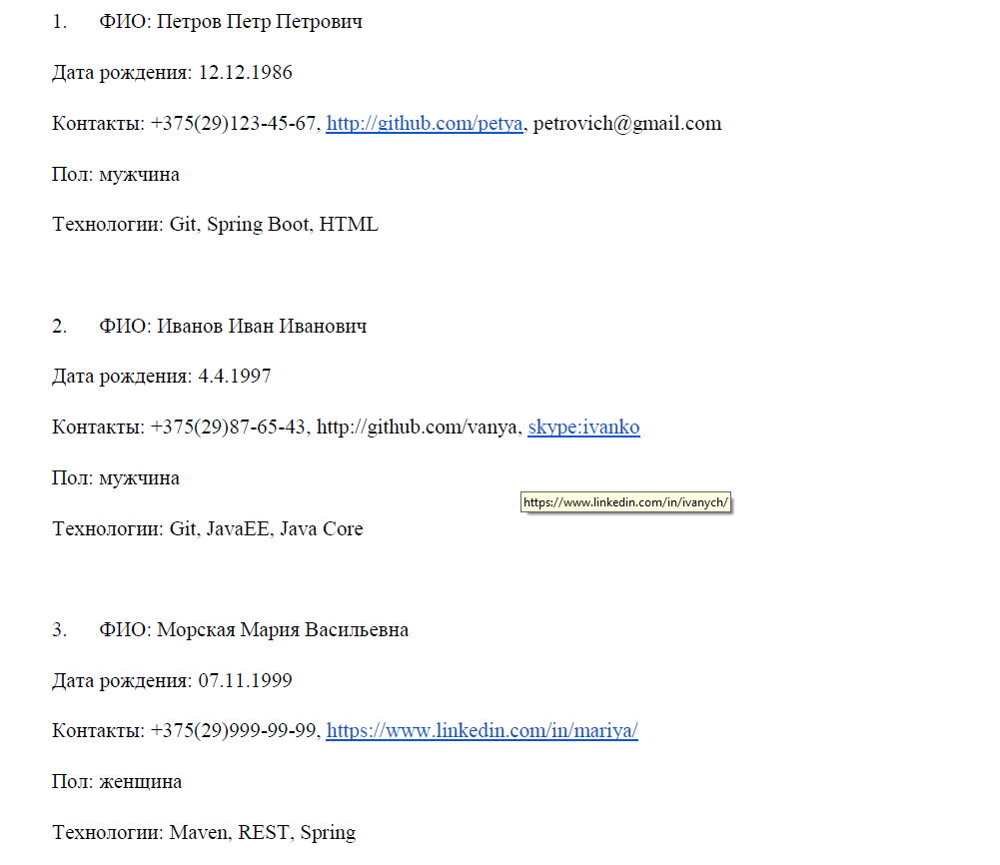 1. ФИО: Петров Петр Петрович
Дата рождения: 12.12.1986
Контакты: +375(29)123-45-67, http://github.com/petya, petrovich@gmail.com
Пол: мужчина
Технологии: Git, Spring Boot, HTML
2. ФИО: Иванов Иван Иванович
Дата рождения: 4.4.1997
Контакты: +375(29)87-65-43, http://github.com/vanya, skype:ivanko
Пол: мужчина
https://www.linkedin.com/in/ivanych/
Технологии: Git, JavaEE, Java Core
3. ФИО: Морская Мария Васильевна
Дата рождения: 07.11.1999
Контакты: +375(29)999-99-99, https://www.linkedin.com/in/mariya/
Пол: женщина
Технологии: Maven, REST, Spring